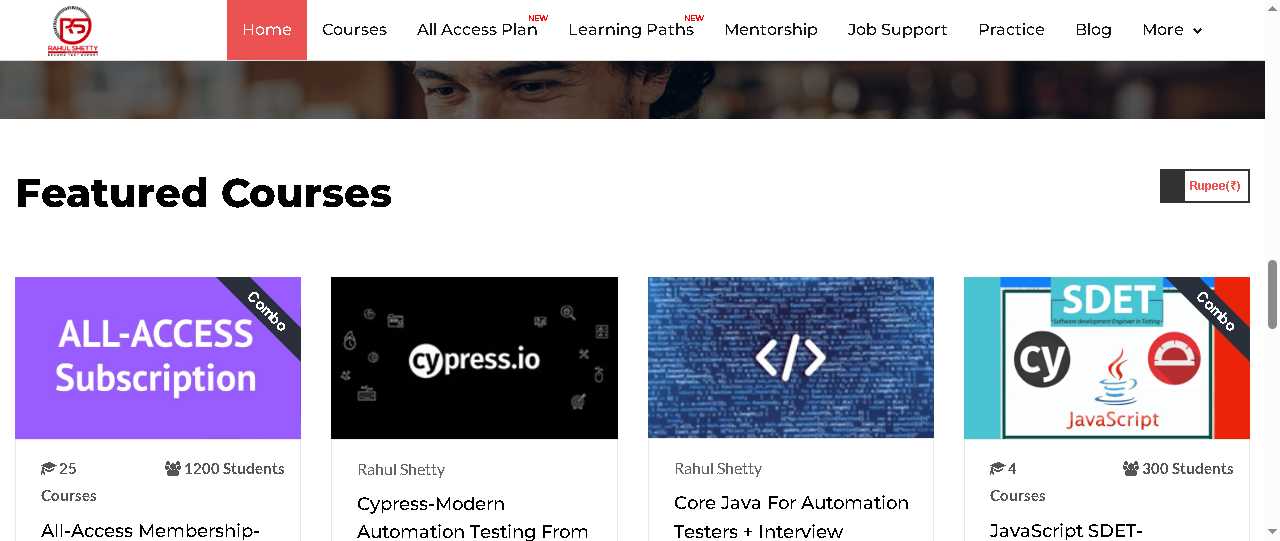 Home
Courses
All Access Plan
NEW
Learning Paths
NEW
Mentorship
Job Support
Practice
Blog
More
RS
RAHUL SHETTY
Featured Courses
Rupee(₹)
ALL-ACCESS
Subscription
Combo
cypress.io
</>
SDET
Software development Engineer in Testing
cy
JavaScript
Combo
25
Courses
1200 Students
All-Access Membership-
Rahul Shetty
Cypress-Modern
Automation Testing From
Rahul Shetty
Core Java For Automation
Testers + Interview
4
Courses
300 Students
JavaScript SDET-